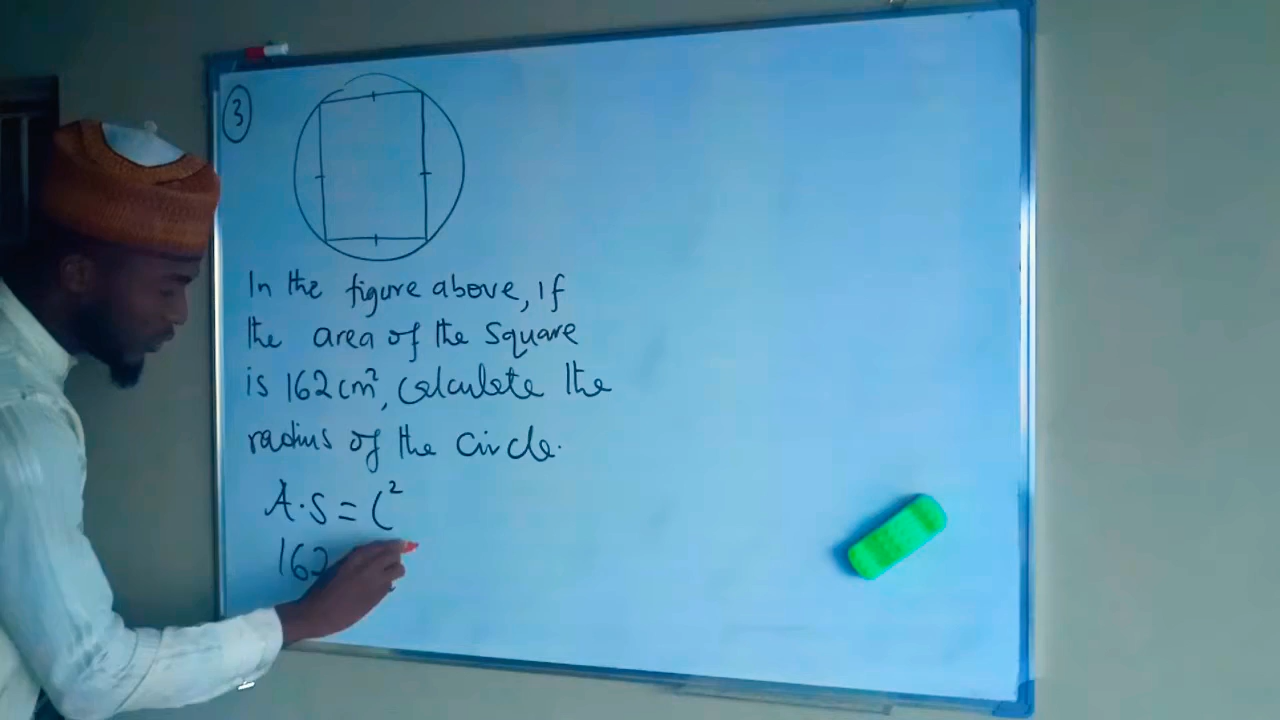 3
In the figure above, if
the area of the square
is 162cm², calculate the
radius of the circle.
A.S = l²
162